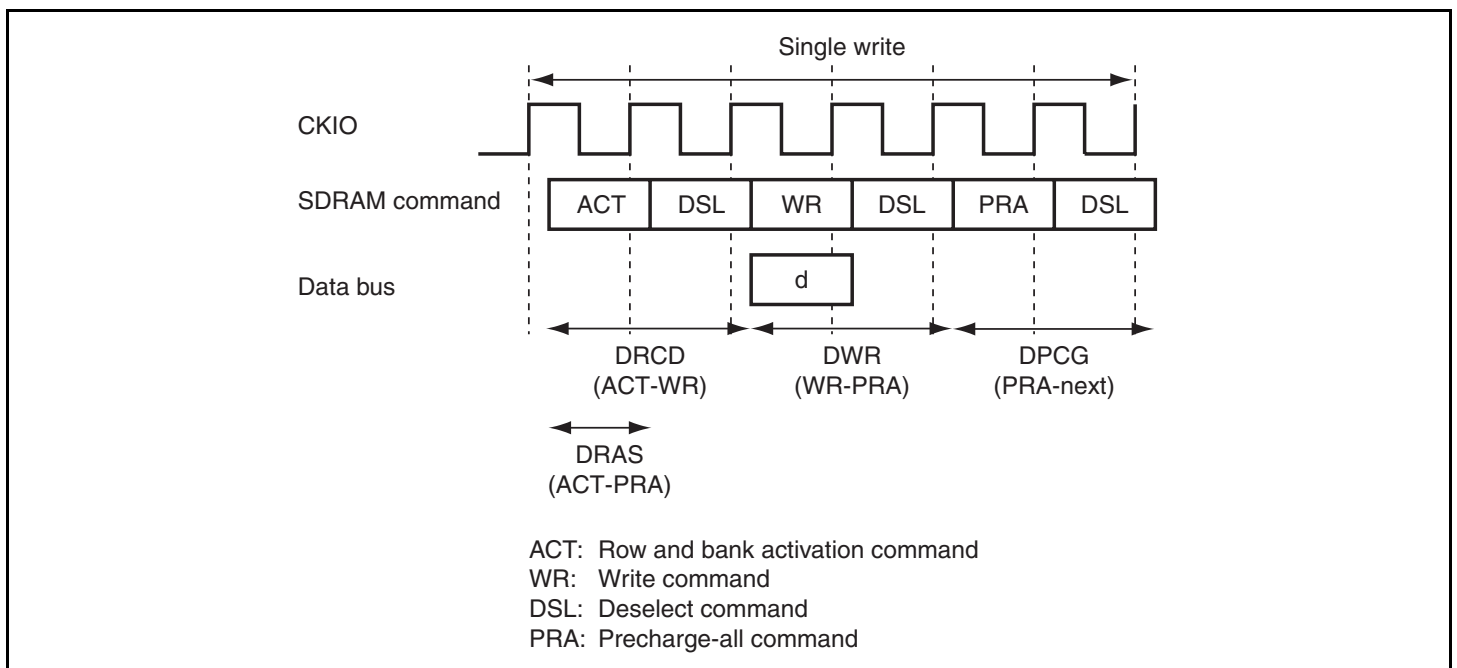 Single write
CKIO
SDRAM command
ACT DSL WR DSL PRA DSL
Data bus
d
DRCD
(ACT-WR)
DWR
(WR-PRA)
DPCG
(PRA-next)
DRAS
(ACT-PRA)
ACT: Row and bank activation command
WR: Write command
DSL: Deselect command
PRA: Precharge-all command